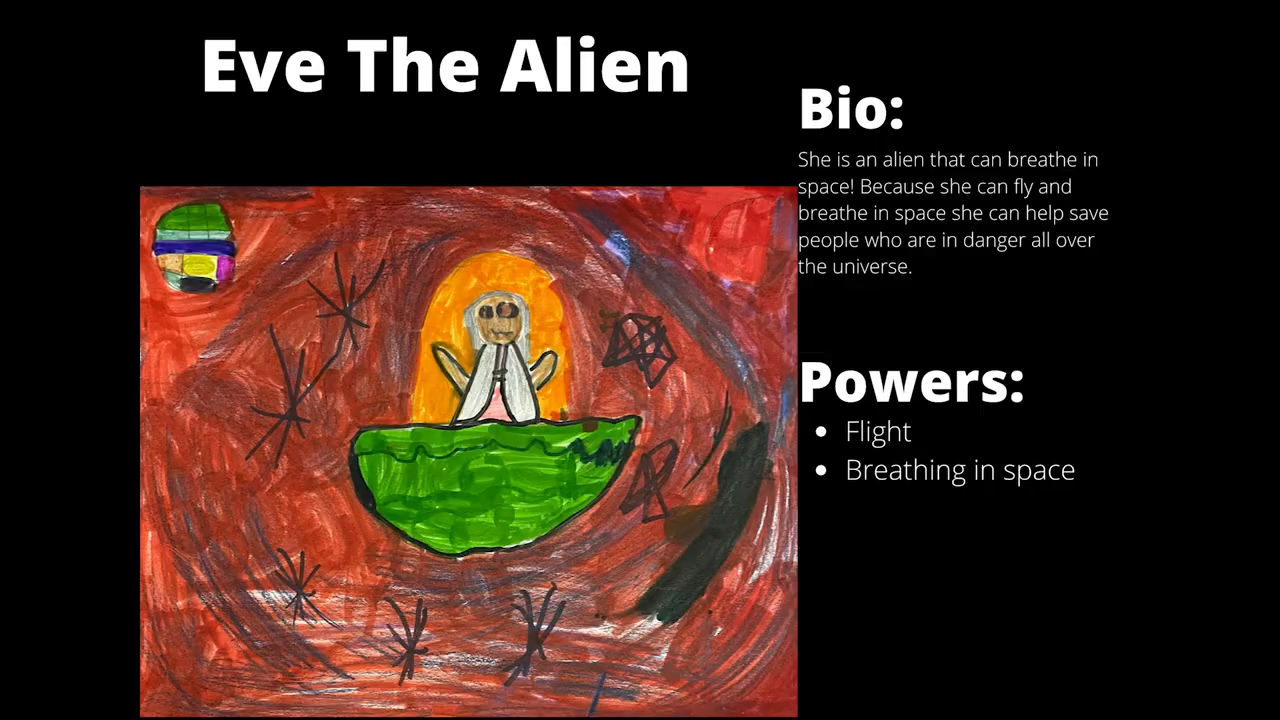 Eve The Alien
Bio:
She is an alien that can breathe in
space! Because she can fly and
breathe in space she can help save
people who are in danger all over
the universe.
Powers:
• Flight
• Breathing in space